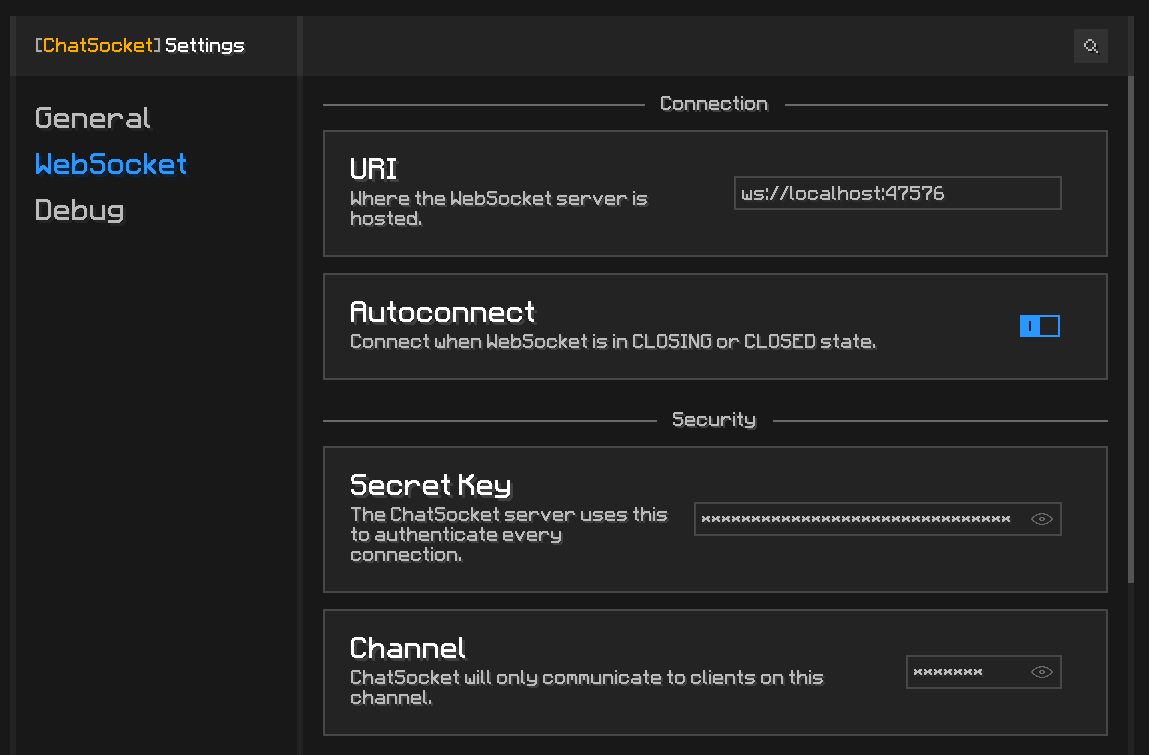 [ChatSocket] Settings
General
WebSocket
Debug
Connection
URI
Where the WebSocket server is
hosted.
ws://localhost:47576
Autoconnect
Connect when WebSocket is in CLOSING or CLOSED state.
Security
Secret Key
The ChatSocket server uses this
to authenticate every
connection.
*******************************
Channel
ChatSocket will only communicate to clients on this
channel.
*******